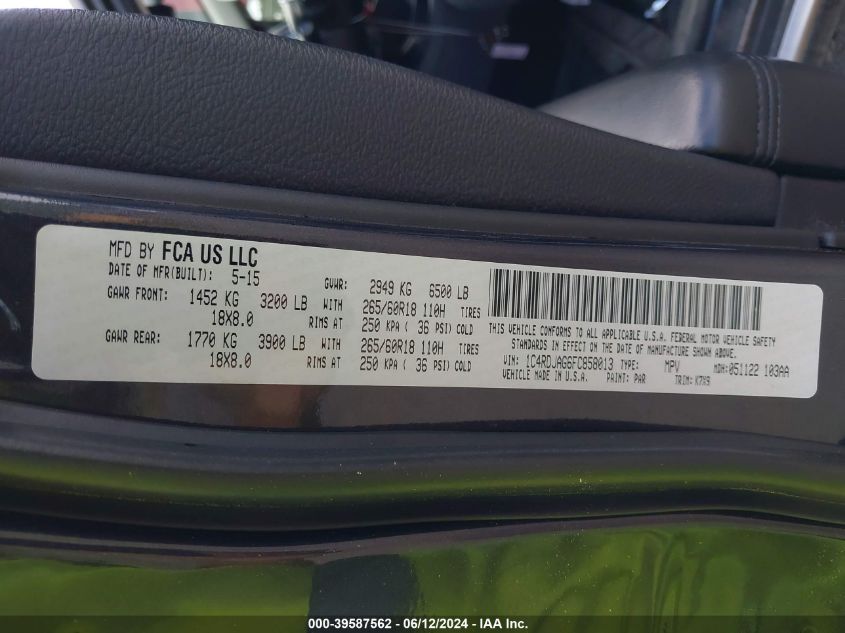 MFD BY FCA US LLC
DATE OF MFR(BUILT): 5-15 GVWR: 2949 KG 6500 LB
GAWR FRONT: 1452 KG 3200 LB WITH 265/60R18 110H TIRES
18X8.0 RIMS AT 250 KPA ( 36 PSI) COLD
GAWR REAR: 1770 KG 3900 LB WITH 265/60R18 110H TIRES
18X8.0 RIMS AT 250 KPA ( 36 PSI) COLD
THIS VEHICLE CONFORMS TO ALL APPLICABLE U.S.A. FEDERAL MOTOR VEHICLE SAFETY
STANDARDS IN EFFECT ON THE DATE OF MANUFACTURE SHOWN ABOVE.
VIN: 1C4RDJAG6FC858013 TYPE: MPV MDH:051122 103AA
VEHICLE MADE IN U.S.A. PAINT: PAR TRIM: K7X9
000-39587562 - 06/12/2024 - IAA Inc.